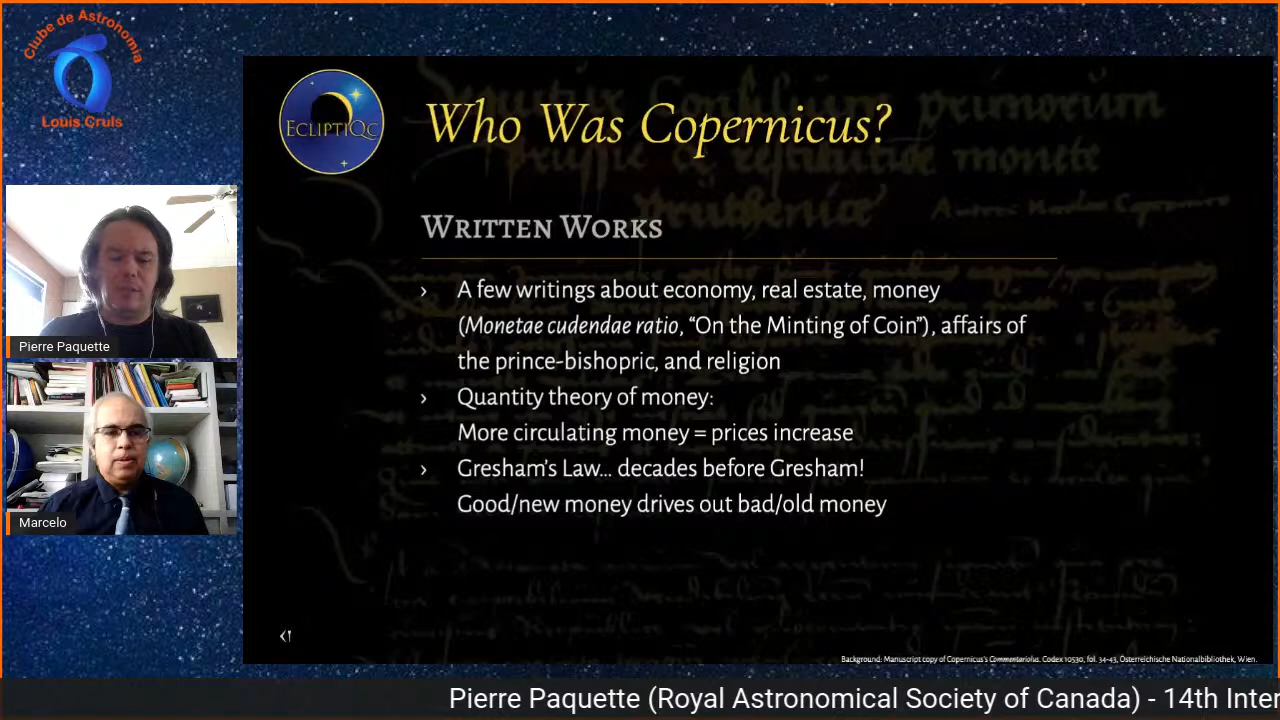 Clube de Astronomia
Louis Cruls
EcliptiQc
Who Was Copernicus?
Written Works
› A few writings about economy, real estate, money
(Monetae cudendae ratio, “On the Minting of Coin”), affairs of
the prince-bishopric, and religion
› Quantity theory of money:
More circulating money = prices increase
› Gresham’s Law… decades before Gresham!
Good/new money drives out bad/old money
Pierre Paquette
Marcelo
Background: Manuscript copy of Copernicus’s Commentariolus. Codex 10530, fol. 34-43, Österreichische Nationalbibliothek, Wien.
Pierre Paquette (Royal Astronomical Society of Canada) - 14th Inter